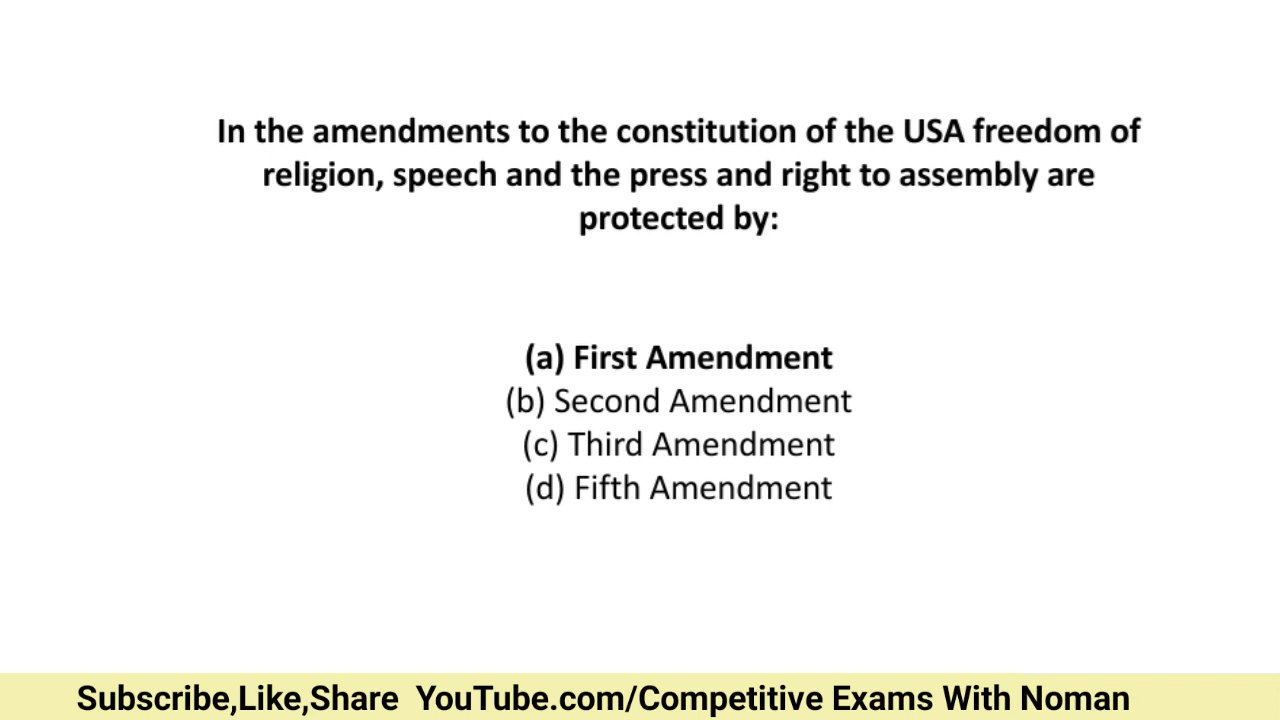 In the amendments to the constitution of the USA freedom of
religion, speech and the press and right to assembly are
protected by:
(a) First Amendment
(b) Second Amendment
(c) Third Amendment
(d) Fifth Amendment
Subscribe,Like,Share YouTube.com/Competitive Exams With Noman